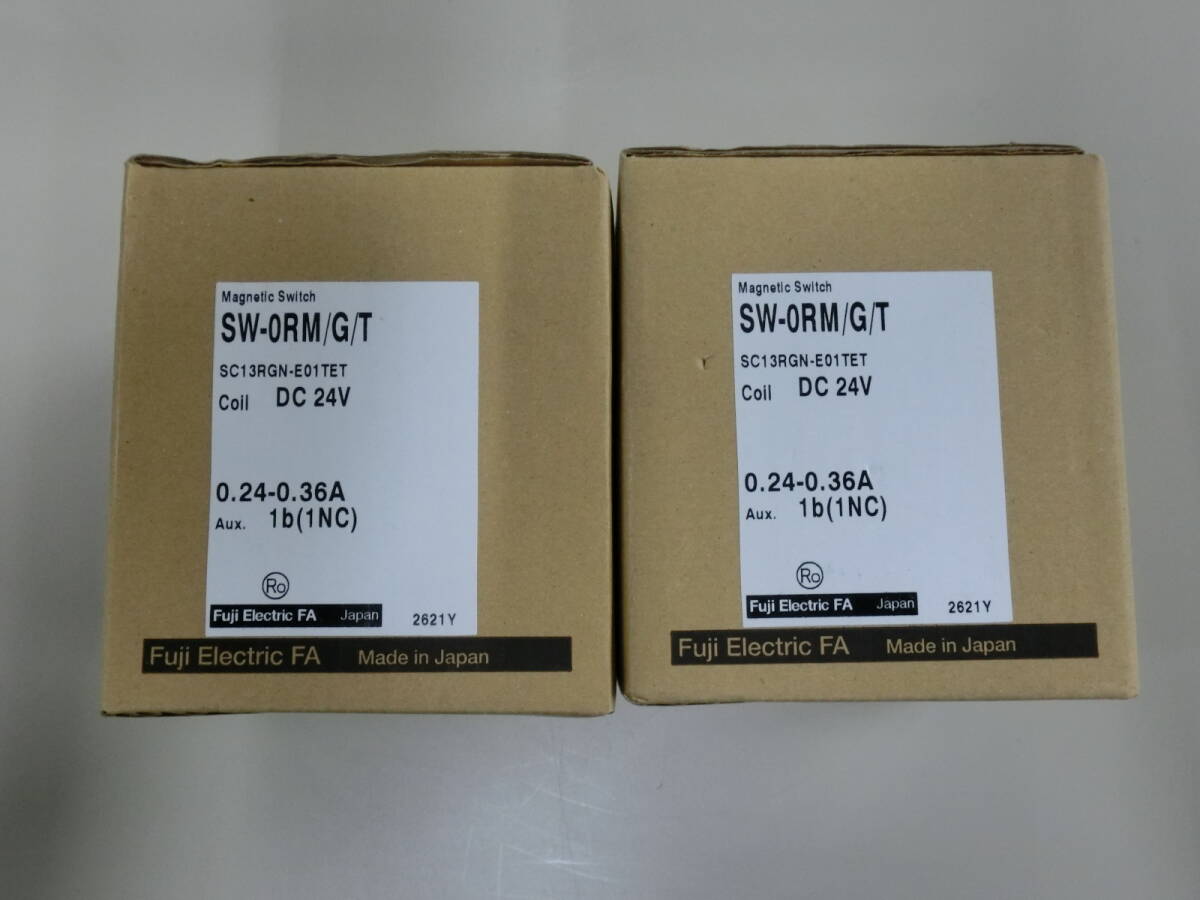 Magnetic Switch
SW-0RM/G/T
SC13RGN-E01TET
Coil DC 24V
0.24-0.36A
Aux. 1b(1NC)
Ro
Fuji Electric FA Japan 2621Y
Fuji Electric FA Made in Japan
Magnetic Switch
SW-0RM/G/T
SC13RGN-E01TET
Coil DC 24V
0.24-0.36A
Aux. 1b(1NC)
Ro
Fuji Electric FA Japan 2621Y
Fuji Electric FA Made in Japan